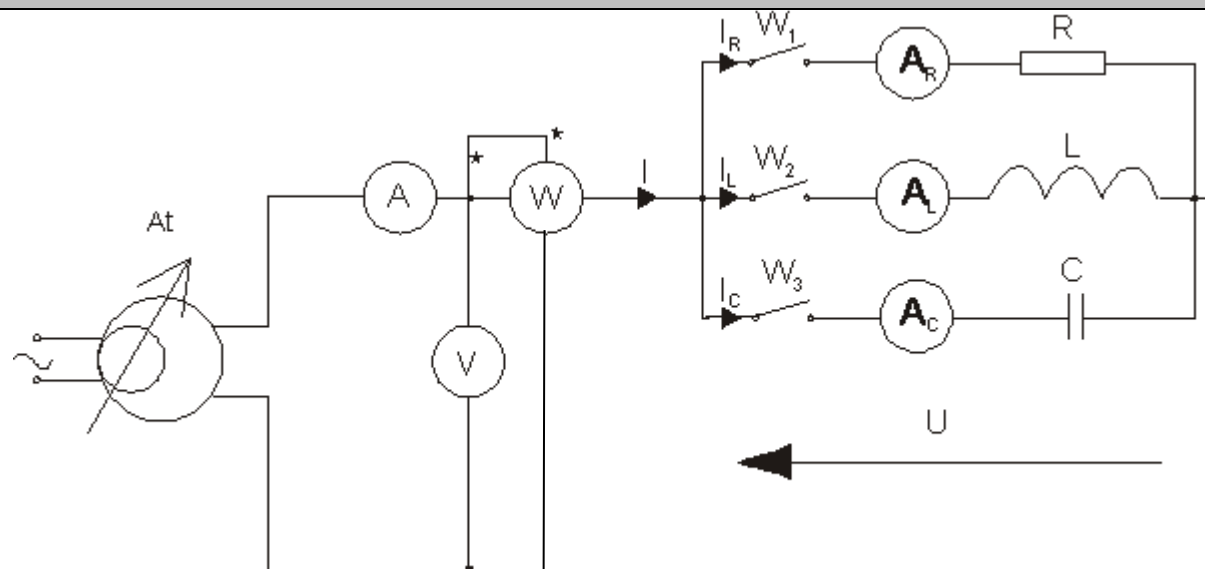 I_R W_1 A_R R
I I_L W_2 A_L L
A W
At
I_C W_3 A_C C
V
U